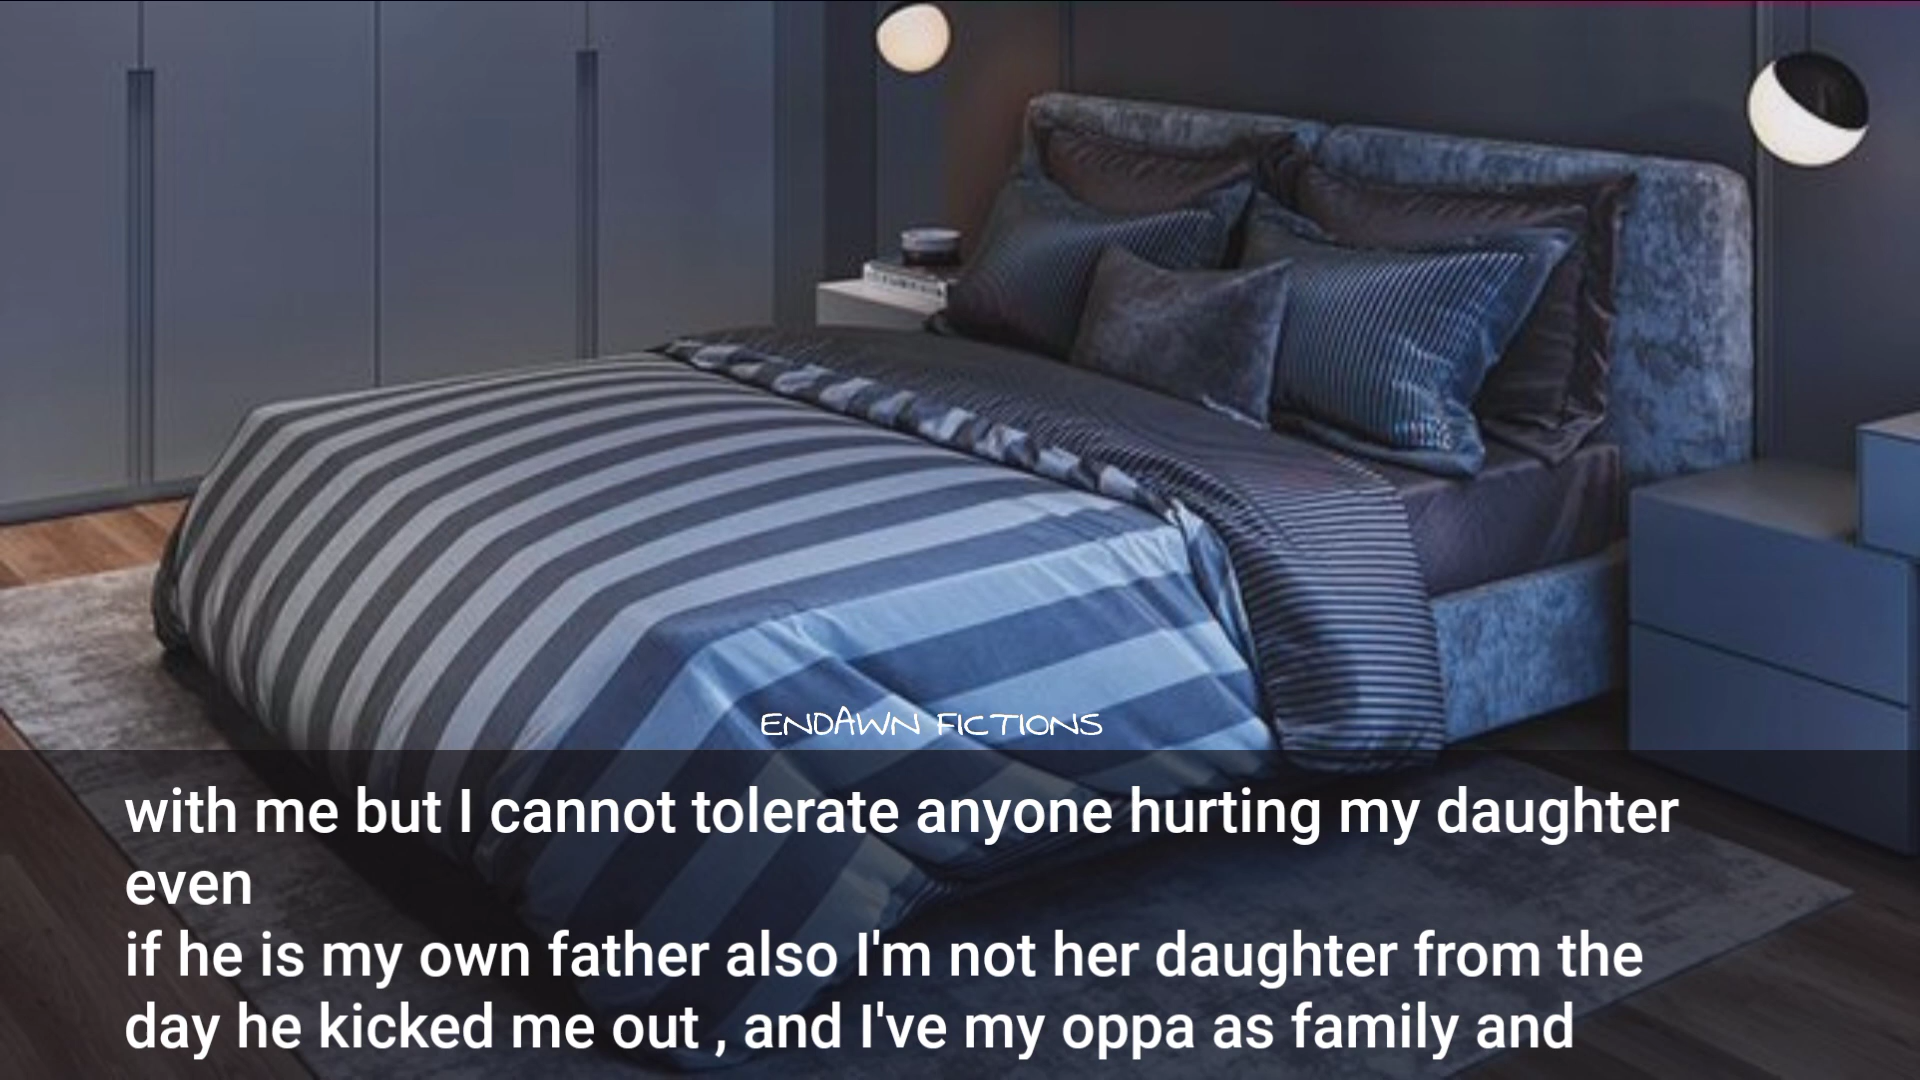 ENDAWN FICTIONS
with me but I cannot tolerate anyone hurting my daughter
even
if he is my own father also I'm not her daughter from the
day he kicked me out , and I've my oppa as family and